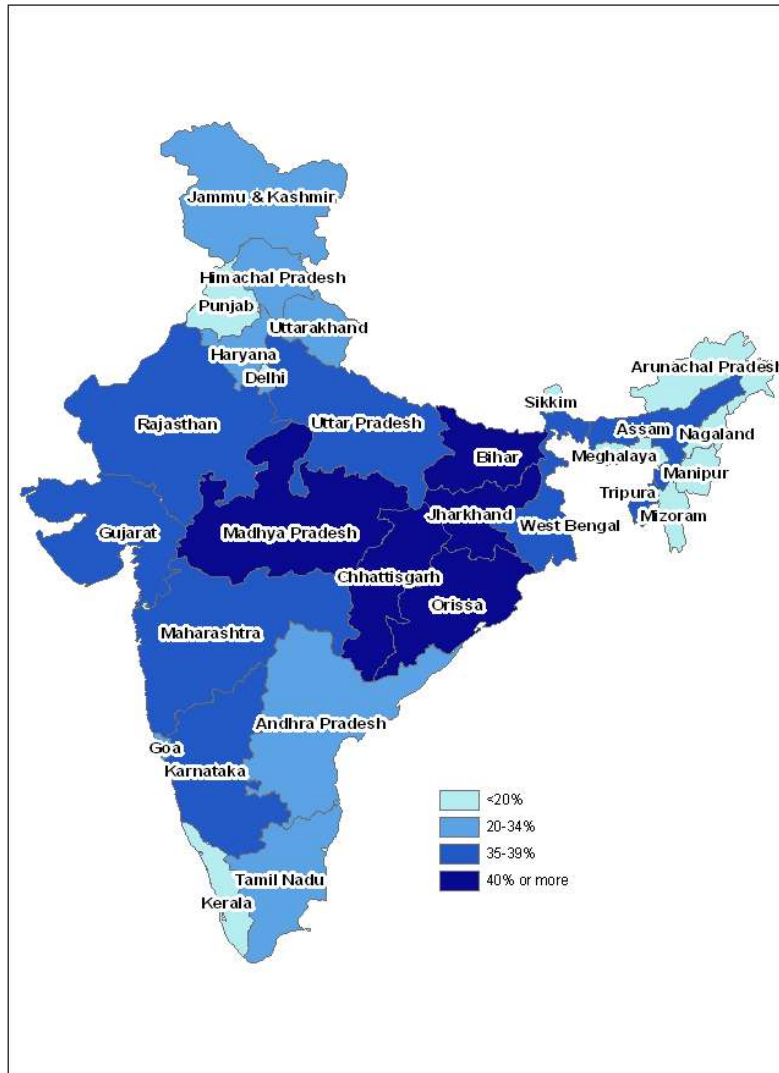 Jammu & Kashmir
Himachal Pradesh
Punjab
Uttarakhand
Haryana
Delhi
Arunachal Pradesh
Sikkim
Rajasthan
Uttar Pradesh
Assam
Nagaland
Bihar
Meghalaya
Manipur
Tripura
Jharkhand
Mizoram
West Bengal
Gujarat
Madhya Pradesh
Chhattisgarh
Orissa
Maharashtra
Andhra Pradesh
Goa
Karnataka
<20%
20-34%
35-39%
40% or more
Tamil Nadu
Kerala